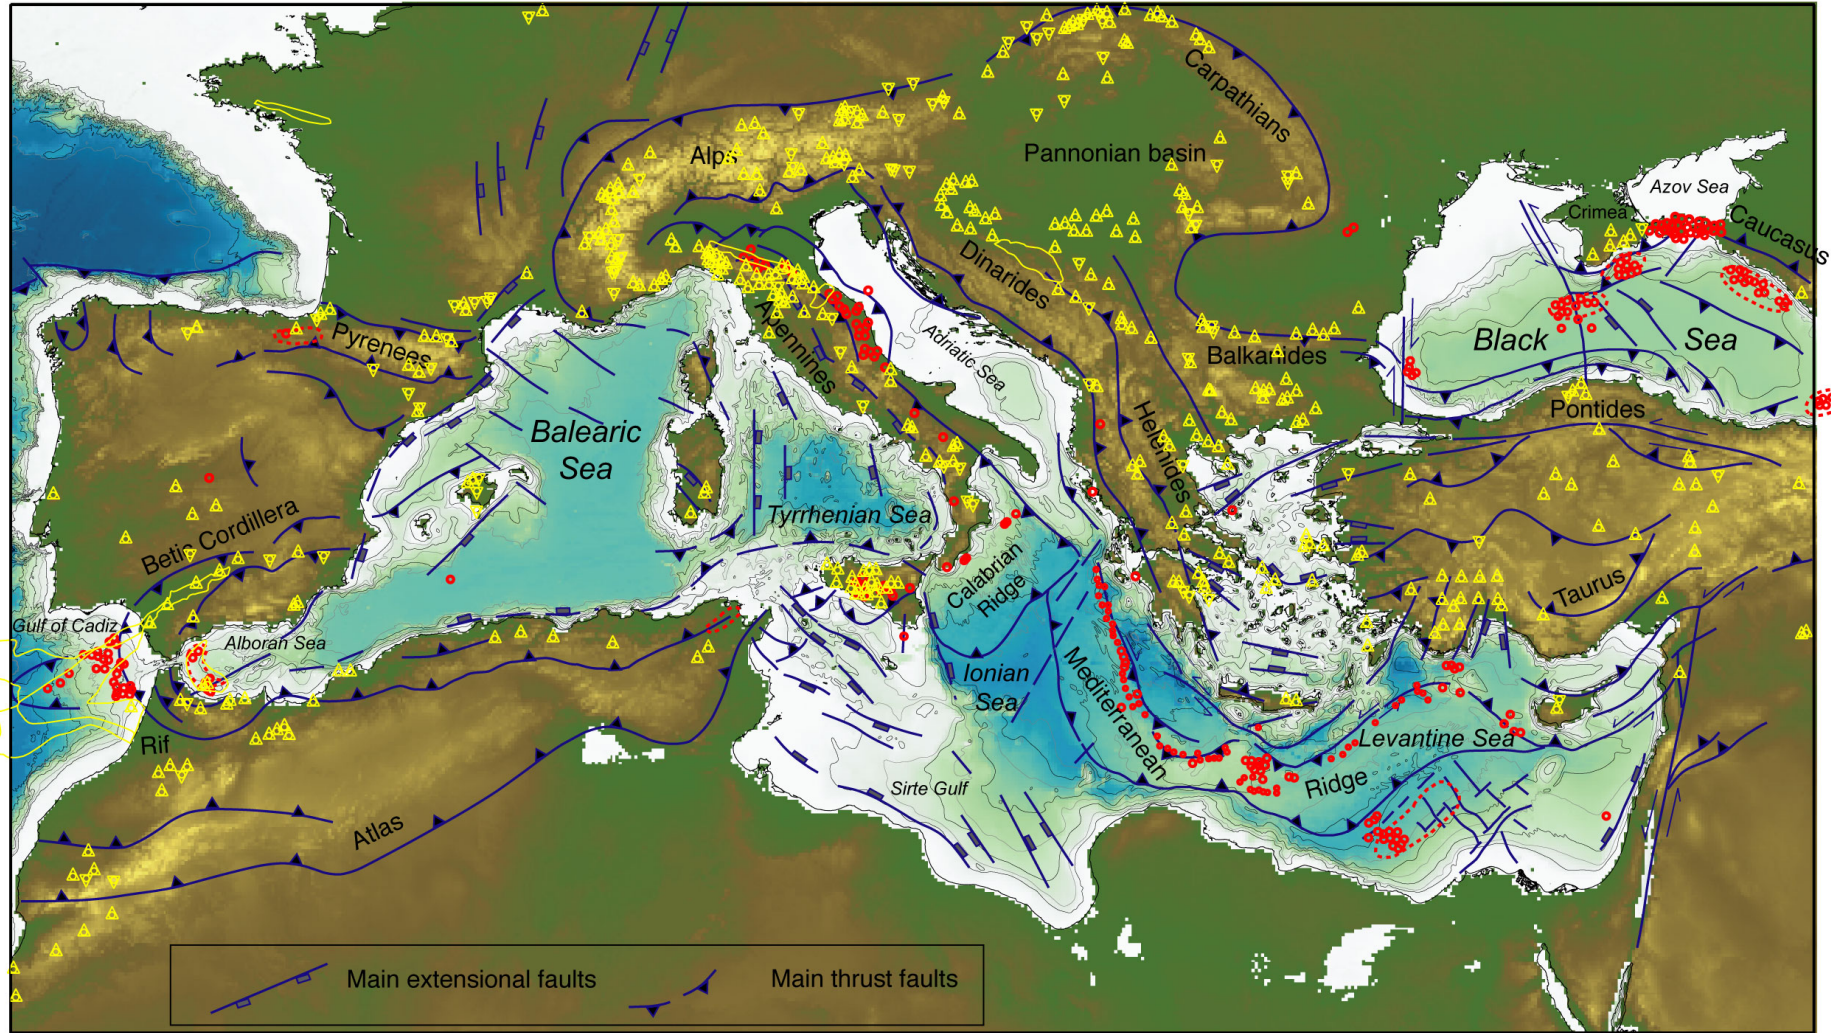 Carpathians
Alps
Pannonian basin
Azov Sea
Crimea
Caucasus
Dinarides
Pyrenees
Apennines
Adriatic Sea
Balkanides
Black Sea
Pontides
Balearic
Sea
Hellenides
Tyrrhenian Sea
Betic Cordillera
Calabrian
Ridge
Taurus
Gulf of Cadiz
Alboran Sea
Ionian
Sea
Mediterranean
Ridge
Levantine Sea
Rif
Sirte Gulf
Atlas
Main extensional faults
Main thrust faults